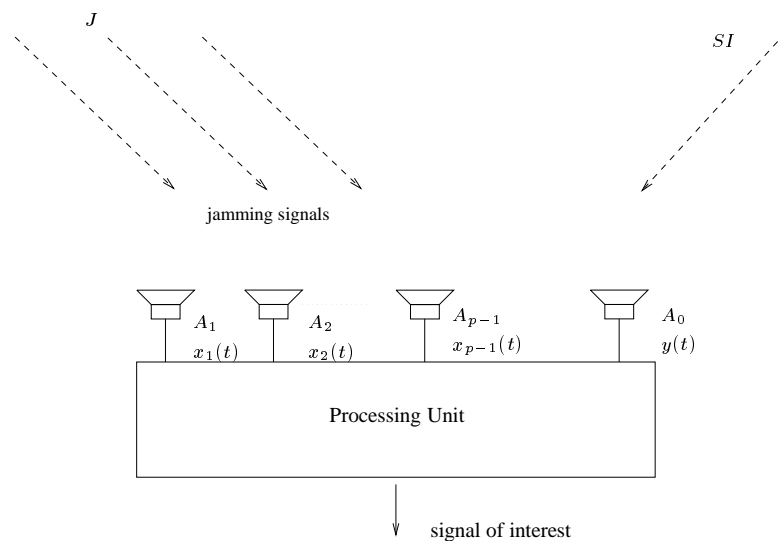 J
SI
jamming signals
A₁
A₂
Aₚ₋₁
A₀
x₁(t)
x₂(t)
xₚ₋₁(t)
y(t)
Processing Unit
signal of interest